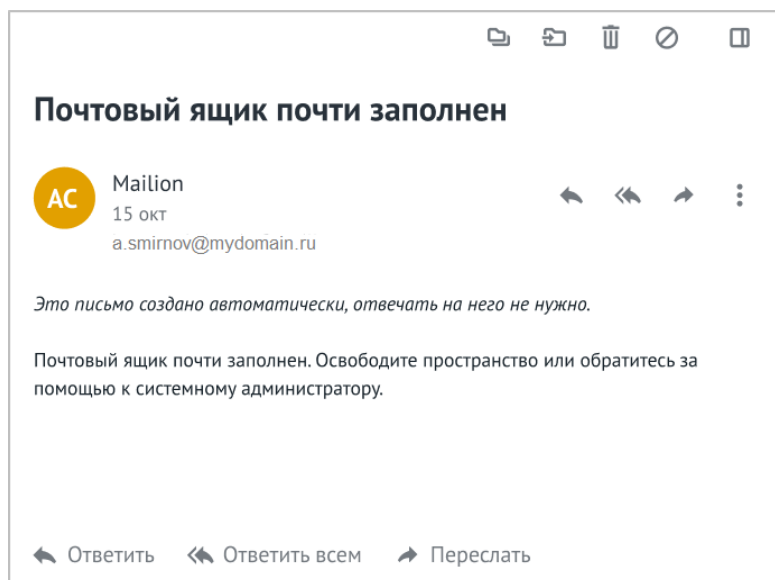 Почтовый ящик почти заполнен
АС
Mailion
15 окт
a.smirnov@mydomain.ru
Это письмо создано автоматически, отвечать на него не нужно.
Почтовый ящик почти заполнен. Освободите пространство или обратитесь за
помощью к системному администратору.
Ответить
Ответить всем
Переслать